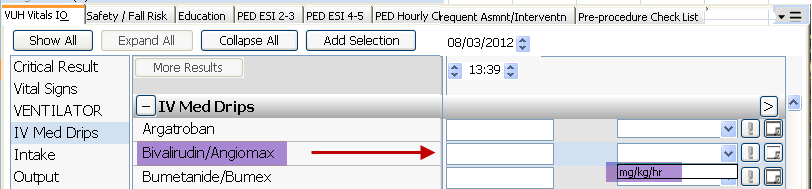 VUH Vitals IO Safety / Fall Risk Education PED ESI 2-3 PED ESI 4-5 PED Hourly C requent Asmnt/Interventn Pre-procedure Check List
Show All Expand All Collapse All Add Selection 08/03/2012
Critical Result More Results 13:39
Vital Signs
VENTILATOR IV Med Drips
IV Med Drips Argatroban
Intake Bivalirudin/Angiomax
Output Bumetanide/Bumex mg/kg/hr